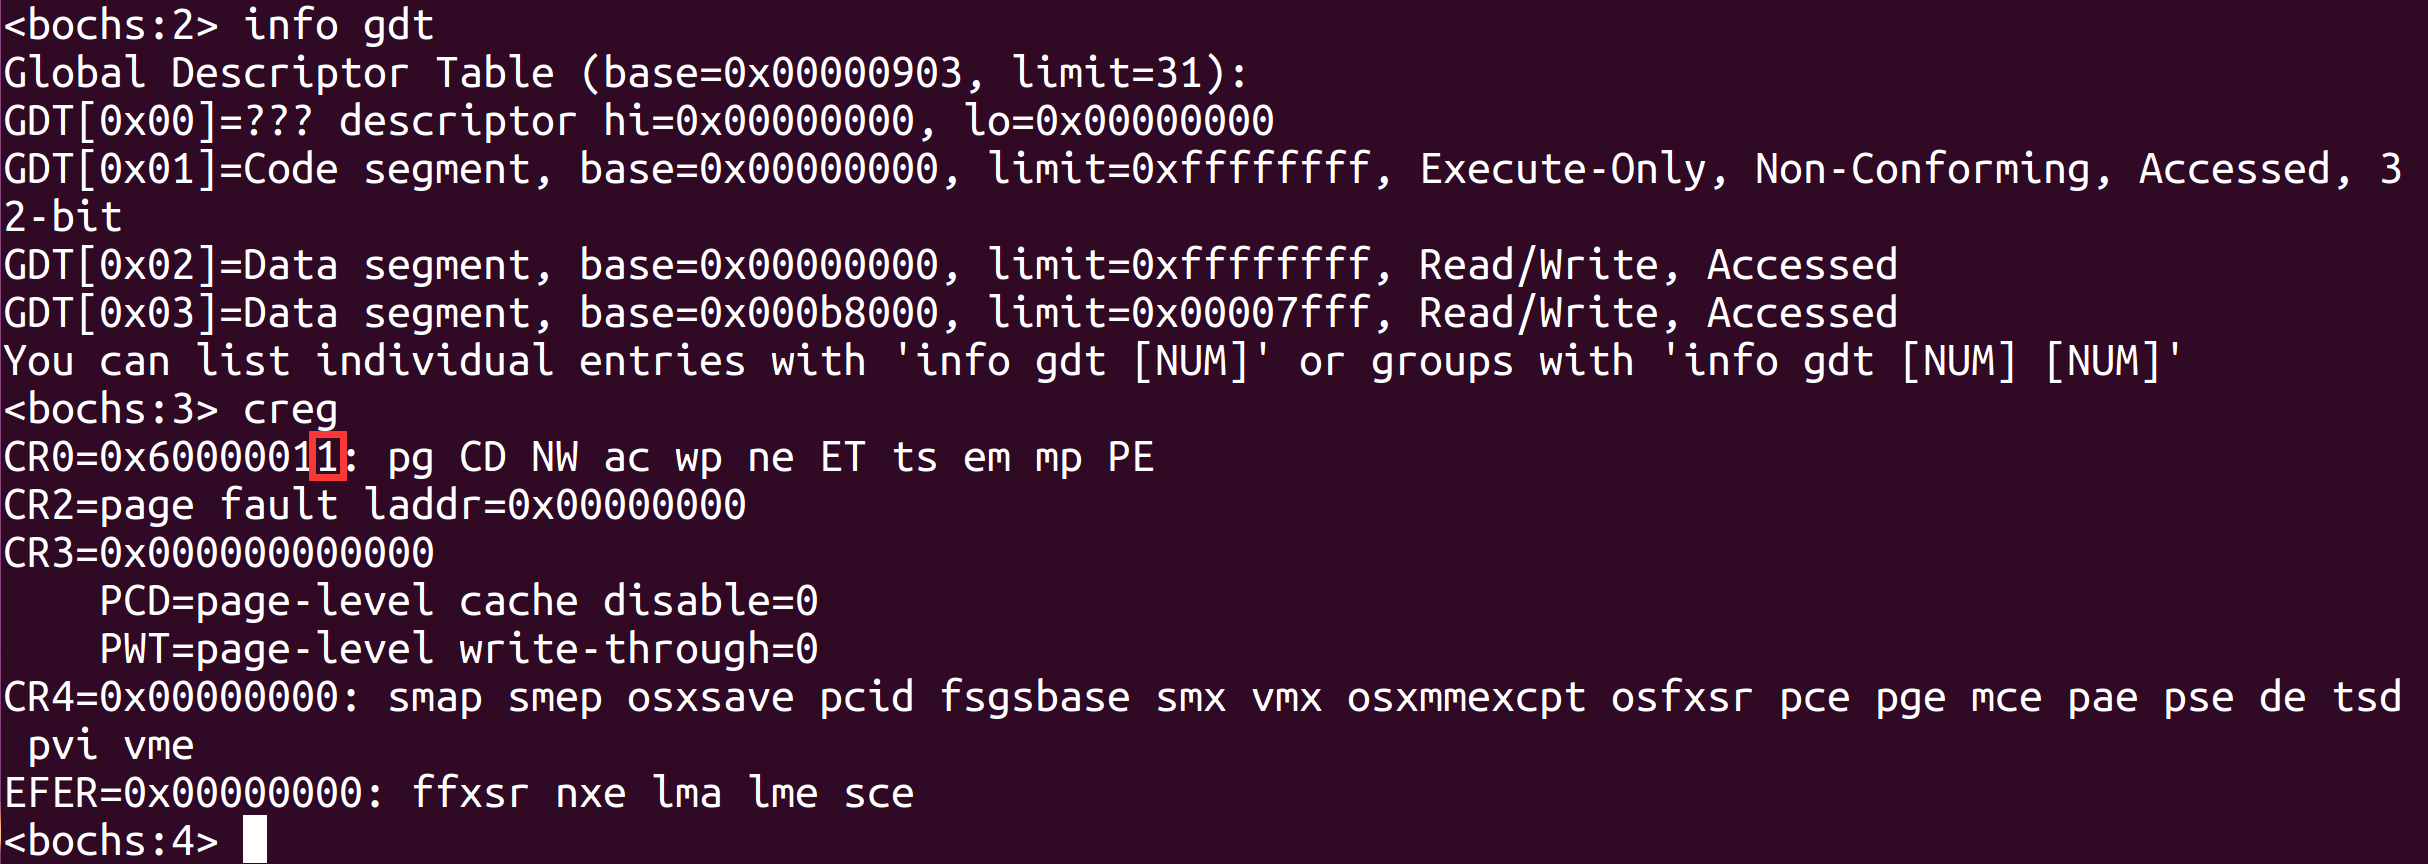 <bochs:2> info gdt
Global Descriptor Table (base=0x00000903, limit=31):
GDT[0x00]=??? descriptor hi=0x00000000, lo=0x00000000
GDT[0x01]=Code segment, base=0x00000000, limit=0xffffffff, Execute-Only, Non-Conforming, Accessed, 3
2-bit
GDT[0x02]=Data segment, base=0x00000000, limit=0xffffffff, Read/Write, Accessed
GDT[0x03]=Data segment, base=0x000b8000, limit=0x00007fff, Read/Write, Accessed
You can list individual entries with 'info gdt [NUM]' or groups with 'info gdt [NUM] [NUM]'
<bochs:3> creg
CR0=0x60000011: pg CD NW ac wp ne ET ts em mp PE
CR2=page fault laddr=0x00000000
CR3=0x000000000000
    PCD=page-level cache disable=0
    PWT=page-level write-through=0
CR4=0x00000000: smap smep osxsave pcid fsgsbase smx vmx osxmmexcpt osfxsr pce pge mce pae pse de tsd
 pvi vme
EFER=0x00000000: ffxsr nxe lma lme sce
<bochs:4>